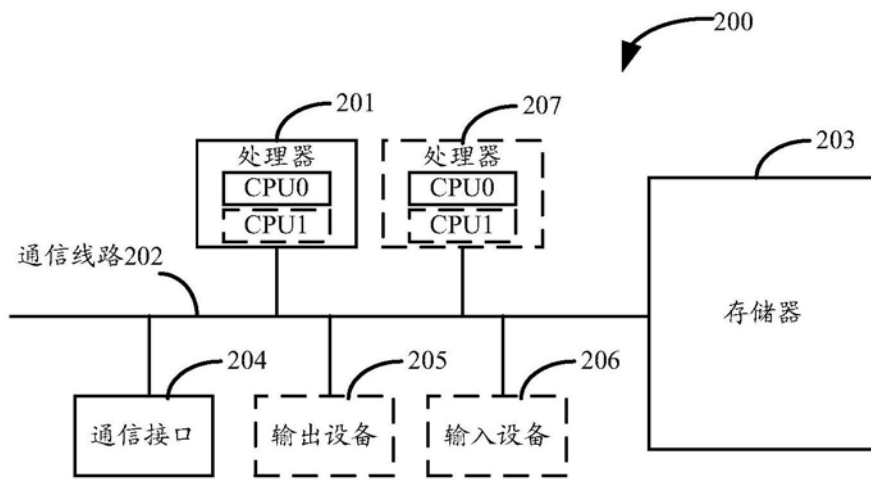 200
201
207
203
处理器
处理器
CPU0
CPU0
CPU1
CPU1
通信线路202
存储器
204
205
206
通信接口
输出设备
输入设备